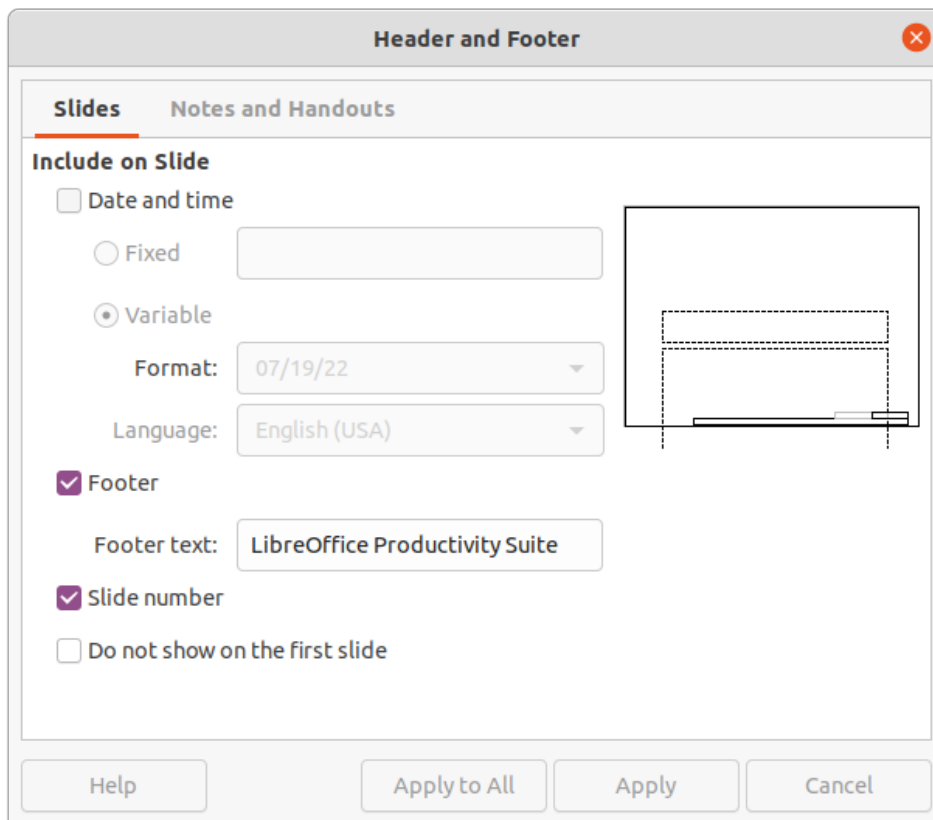 Header and Footer
Slides Notes and Handouts
Include on Slide
Date and time
Fixed
Variable
Format: 07/19/22
Language: English (USA)
Footer
Footer text: LibreOffice Productivity Suite
Slide number
Do not show on the first slide
Help Apply to All Apply Cancel